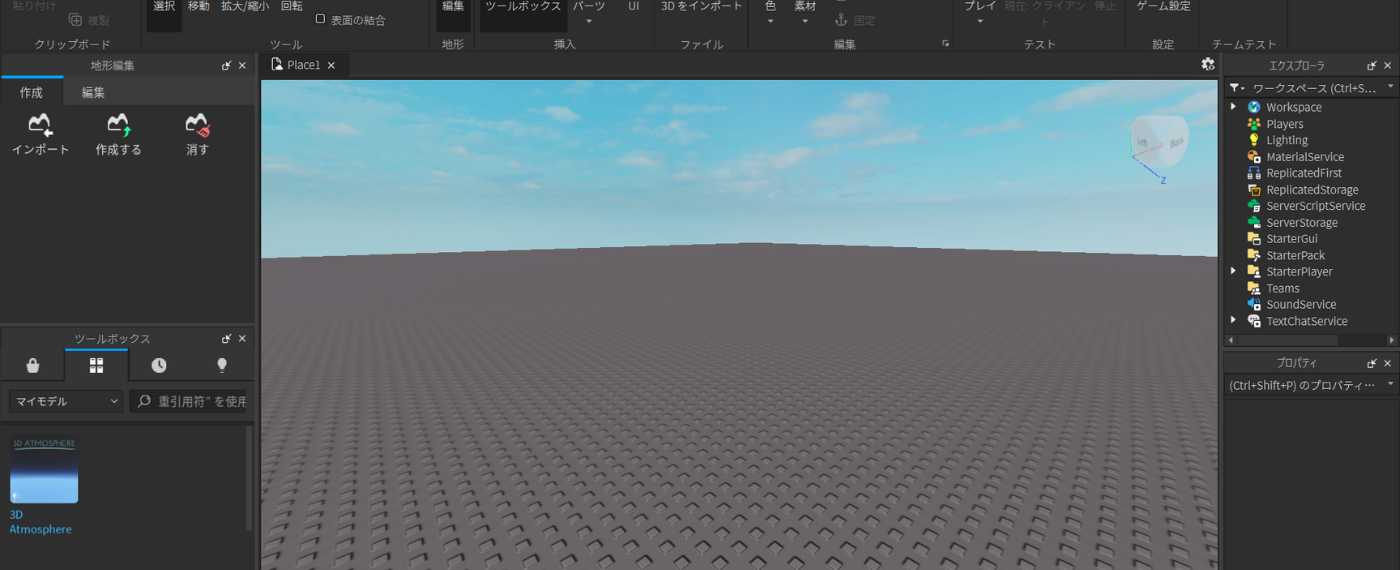 貼り付け
複製
クリップボード
選択 移動 拡大/縮小 回転
表面の結合
ツール
編集
地形
ツールボックス パーツ UI
挿入
3D をインポート
ファイル
色 素材
固定
編集
プレイ 現在: クライアント 停止
テスト
ゲーム設定
設定
チームテスト
地形編集
作成 編集
インポート 作成する 消す
ツールボックス
マイモデル 重引用符" を使用
3D ATMOSPHERE
3D
Atmosphere
Place1
Left Back
Z
エクスプローラ
ワークスペース (Ctrl+S...
Workspace
Players
Lighting
MaterialService
ReplicatedFirst
ReplicatedStorage
ServerScriptService
ServerStorage
StarterGui
StarterPack
StarterPlayer
Teams
SoundService
TextChatService
プロパティ
(Ctrl+Shift+P) のプロパティ…